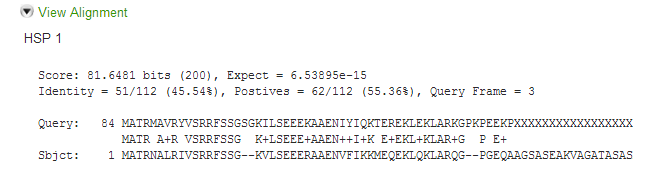 View Alignment
HSP 1
Score: 81.6481 bits (200), Expect = 6.53895e-15
Identity = 51/112 (45.54%), Postives = 62/112 (55.36%), Query Frame = 3
Query: 84 MATRMAVRYVSRRFSSGSGKILSEEEKAAENIYIQKTEREKLEKLARKGPKPEEKPXXXXXXXXXXXXXXXXX
MATR A+R VSRRFSSG  K+LSEEE+AAEN++I+K E+EKL+KLAR+G  P E+
Sbjct: 1 MATRNALRIVSRRFSSG--KVLSEEERAAENVFIKKMEQEKLQKLARQG--PGEQAAGSASEAKVAGATASAS